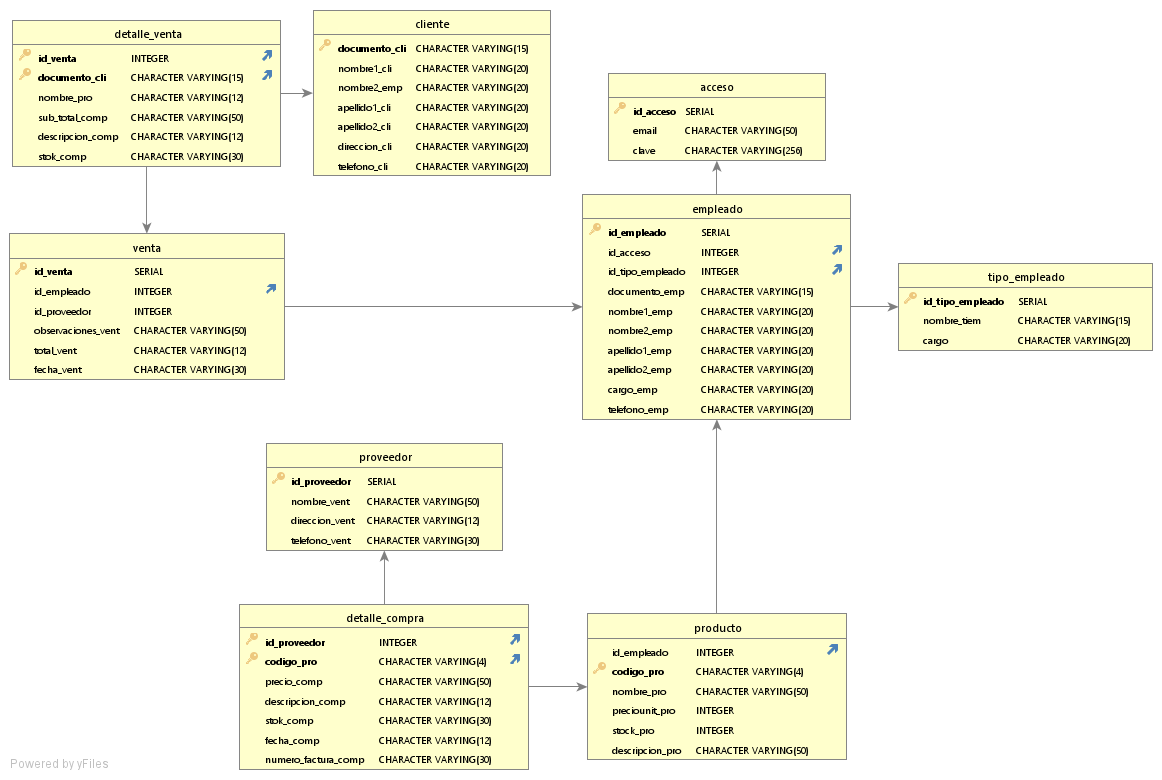 detalle_venta
id_venta INTEGER
documento_cli CHARACTER VARYING(15)
nombre_pro CHARACTER VARYING(12)
sub_total_comp CHARACTER VARYING(50)
descripcion_comp CHARACTER VARYING(12)
stok_comp CHARACTER VARYING(30)
cliente
documento_cli CHARACTER VARYING(15)
nombre1_cli CHARACTER VARYING(20)
nombre2_emp CHARACTER VARYING(20)
apellido1_cli CHARACTER VARYING(20)
apellido2_cli CHARACTER VARYING(20)
direccion_cli CHARACTER VARYING(20)
telefono_cli CHARACTER VARYING(20)
acceso
id_acceso SERIAL
email CHARACTER VARYING(50)
clave CHARACTER VARYING(256)
venta
id_venta SERIAL
id_empleado INTEGER
id_proveedor INTEGER
observaciones_vent CHARACTER VARYING(50)
total_vent CHARACTER VARYING(12)
fecha_vent CHARACTER VARYING(30)
empleado
id_empleado SERIAL
id_acceso INTEGER
id_tipo_empleado INTEGER
documento_emp CHARACTER VARYING(15)
nombre1_emp CHARACTER VARYING(20)
nombre2_emp CHARACTER VARYING(20)
apellido1_emp CHARACTER VARYING(20)
apellido2_emp CHARACTER VARYING(20)
cargo_emp CHARACTER VARYING(20)
telefono_emp CHARACTER VARYING(20)
tipo_empleado
id_tipo_empleado SERIAL
nombre_tiem CHARACTER VARYING(15)
cargo CHARACTER VARYING(20)
proveedor
id_proveedor SERIAL
nombre_vent CHARACTER VARYING(50)
direccion_vent CHARACTER VARYING(12)
telefono_vent CHARACTER VARYING(30)
detalle_compra
id_proveedor INTEGER
codigo_pro CHARACTER VARYING(4)
precio_comp CHARACTER VARYING(50)
descripcion_comp CHARACTER VARYING(12)
stok_comp CHARACTER VARYING(30)
fecha_comp CHARACTER VARYING(12)
numero_factura_comp CHARACTER VARYING(30)
producto
id_empleado INTEGER
codigo_pro CHARACTER VARYING(4)
nombre_pro CHARACTER VARYING(50)
preciounit_pro INTEGER
stock_pro INTEGER
descripcion_pro CHARACTER VARYING(50)
Powered by yFiles